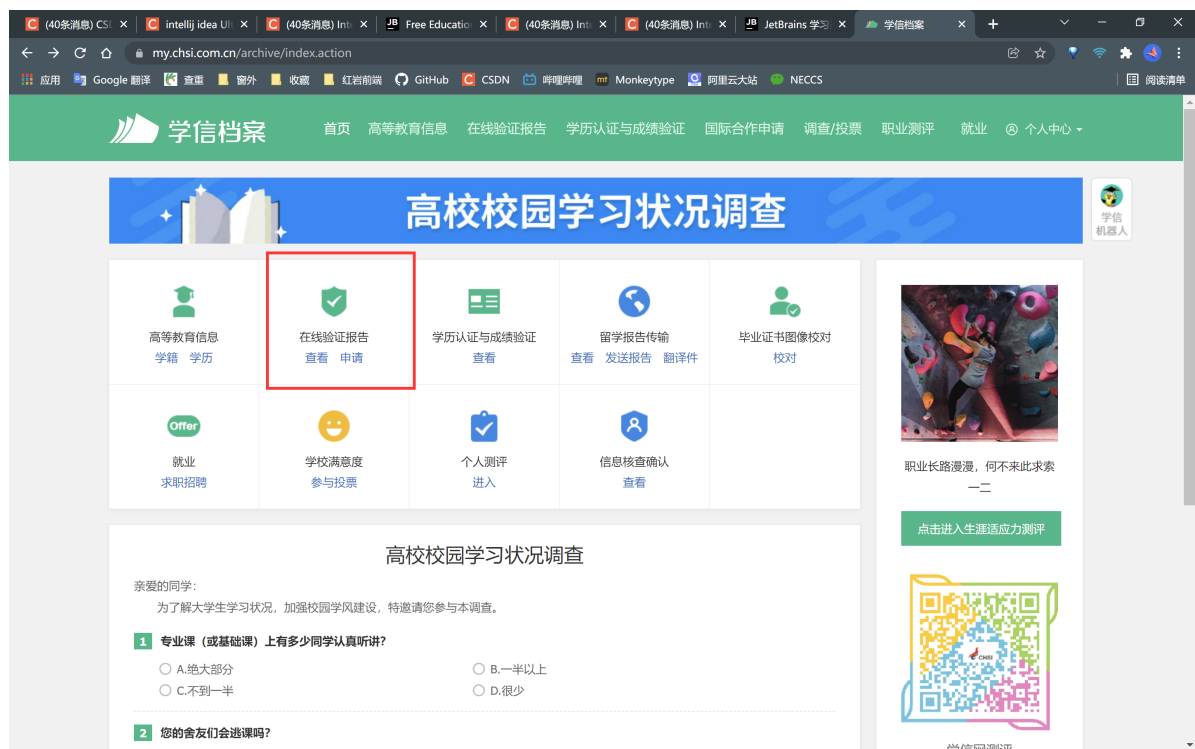 (40条消息) CSD
intellij idea Ult
(40条消息) Inte
Free Education
(40条消息) Inte
(40条消息) Inte
JetBrains 学习
学信档案
my.chsi.com.cn/archive/index.action
应用 Google 翻译 查重 窗外 收藏 红岩前端 GitHub CSDN 哔哩哔哩 Monkeytype 阿里云大站 NECCS 阅读清单
学信档案
首页 高等教育信息 在线验证报告 学历认证与成绩验证 国际合作申请 调查/投票 职业测评 就业 个人中心
高校校园学习状况调查
学信
机器人
高等教育信息
学籍 学历
在线验证报告
查看 申请
学历认证与成绩验证
查看
留学报告传输
查看 发送报告 翻译件
毕业证书图像校对
校对
Offer
就业
求职招聘
学校满意度
参与投票
个人测评
进入
信息核查确认
查看
职业长路漫漫，何不来此求索
一二
点击进入生涯适应力测评
CHSI
学信网测评
高校校园学习状况调查
亲爱的同学：
为了解大学生学习状况，加强校园学风建设，特邀请您参与本调查。
1 专业课（或基础课）上有多少同学认真听讲?
A.绝大部分 B.一半以上
C.不到一半 D.很少
2 您的舍友们会逃课吗?